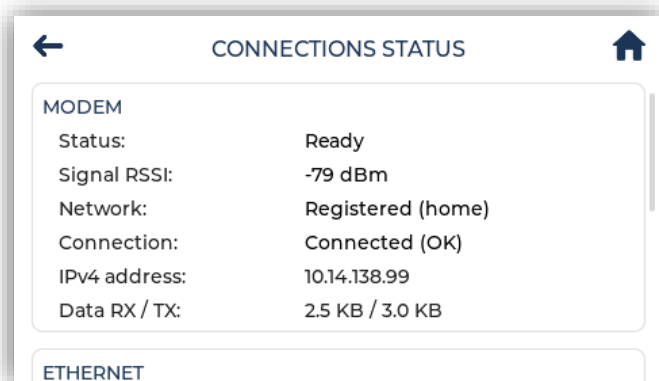 CONNECTIONS STATUS
MODEM
Status: Ready
Signal RSSI: -79 dBm
Network: Registered (home)
Connection: Connected (OK)
IPv4 address: 10.14.138.99
Data RX / TX: 2.5 KB / 3.0 KB
ETHERNET